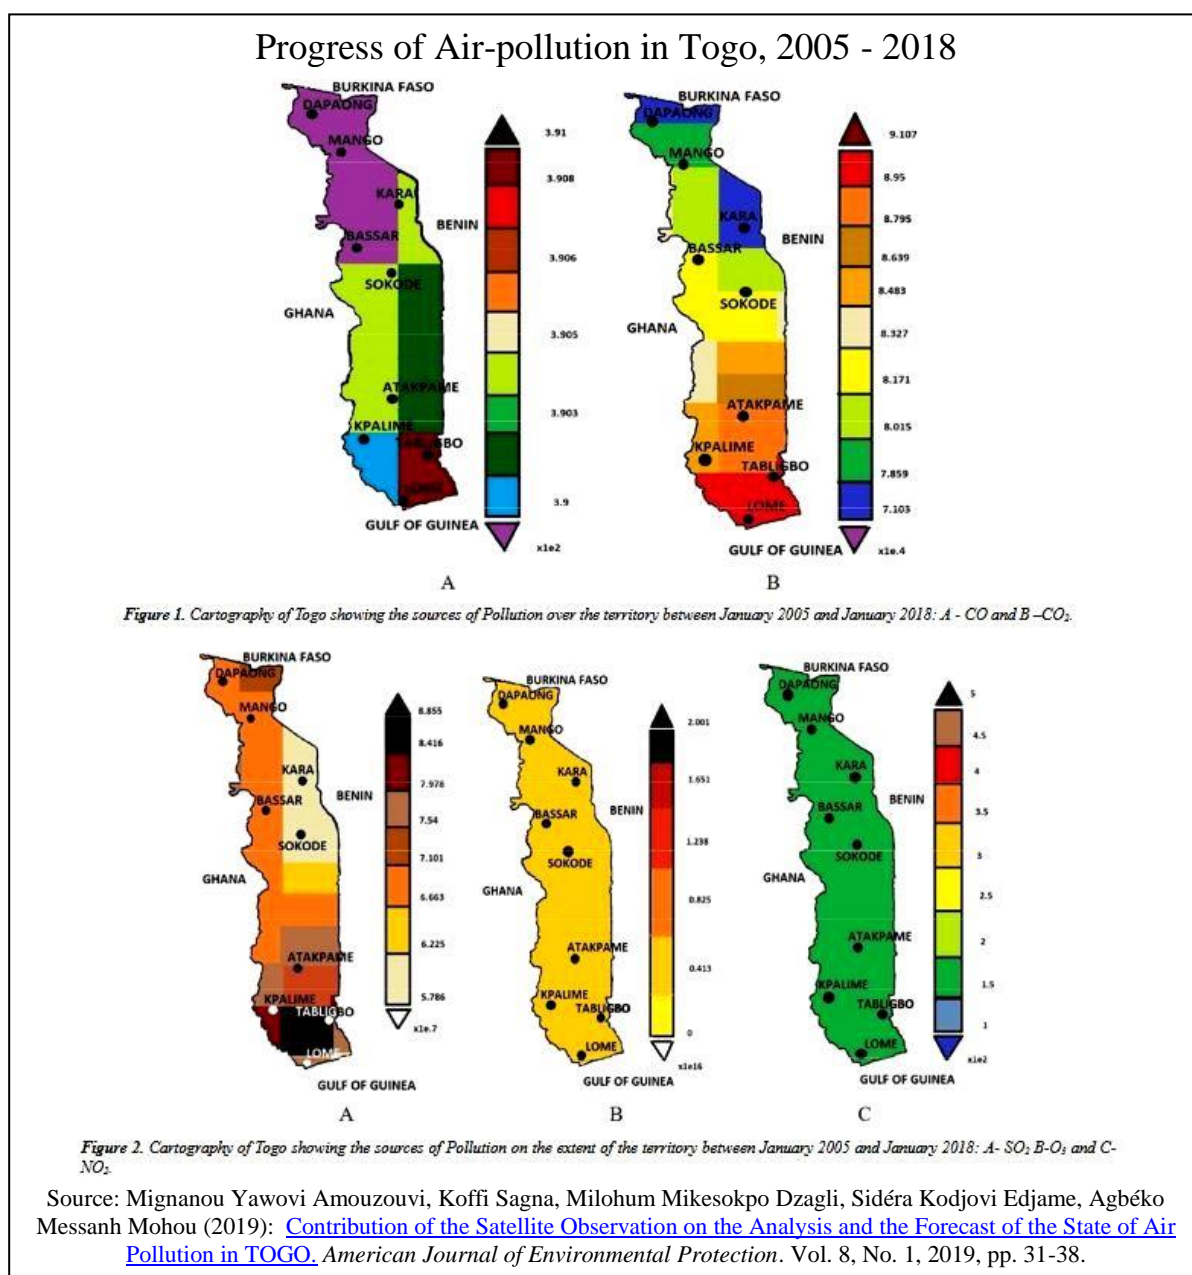 Progress of Air-pollution in Togo, 2005 - 2018
BURKINA FASO
DAPAONG
MANGO
KARA
BENIN
BASSAR
SOKODE
GHANA
ATAKPAME
KPALIME
GULF OF GUINEA
3.91
3.908
3.906
3.905
3.903
3.9
x1e2
A
BURKINA FASO
DAPAONG
MANGO
KARA
BENIN
BASSAR
SOKODE
GHANA
ATAKPAME
KPALIME
TABLIGBO
LOME
GULF OF GUINEA
9.107
8.95
8.795
8.639
8.483
8.327
8.171
8.015
7.859
7.103
x1e.4
B
Figure 1. Cartography of Togo showing the sources of Pollution over the territory between January 2005 and January 2018: A - CO and B –CO₂.
BURKINA FASO
DAPAONG
MANGO
KARA
BENIN
BASSAR
SOKODE
GHANA
ATAKPAME
KPALIME
TABLIGBO
LOME
GULF OF GUINEA
8.855
8.416
7.978
7.54
7.101
6.663
6.225
5.786
x1e.7
A
BURKINA FASO
DAPAONG
MANGO
KARA
BENIN
BASSAR
SOKODE
GHANA
ATAKPAME
KPALIME
TABLIGBO
LOME
GULF OF GUINEA
2.001
1.651
1.238
0.825
0.413
0
x1e16
B
BURKINA FASO
DAPAONG
MANGO
KARA
BENIN
BASSAR
SOKODE
GHANA
ATAKPAME
KPALIME
TABLIGBO
LOME
GULF OF GUINEA
5
4.5
4
3.5
3
2.5
2
1.5
1
x1e2
C
Figure 2. Cartography of Togo showing the sources of Pollution on the extent of the territory between January 2005 and January 2018: A- SO₂ B-O₃ and C-
NO₂.
Source: Mignanou Yawovi Amouzouvi, Koffi Sagna, Milohum Mikesokpo Dzagli, Sidéra Kodjovi Edjame, Agbéko
Messanh Mohou (2019): Contribution of the Satellite Observation on the Analysis and the Forecast of the State of Air
Pollution in TOGO. American Journal of Environmental Protection. Vol. 8, No. 1, 2019, pp. 31-38.